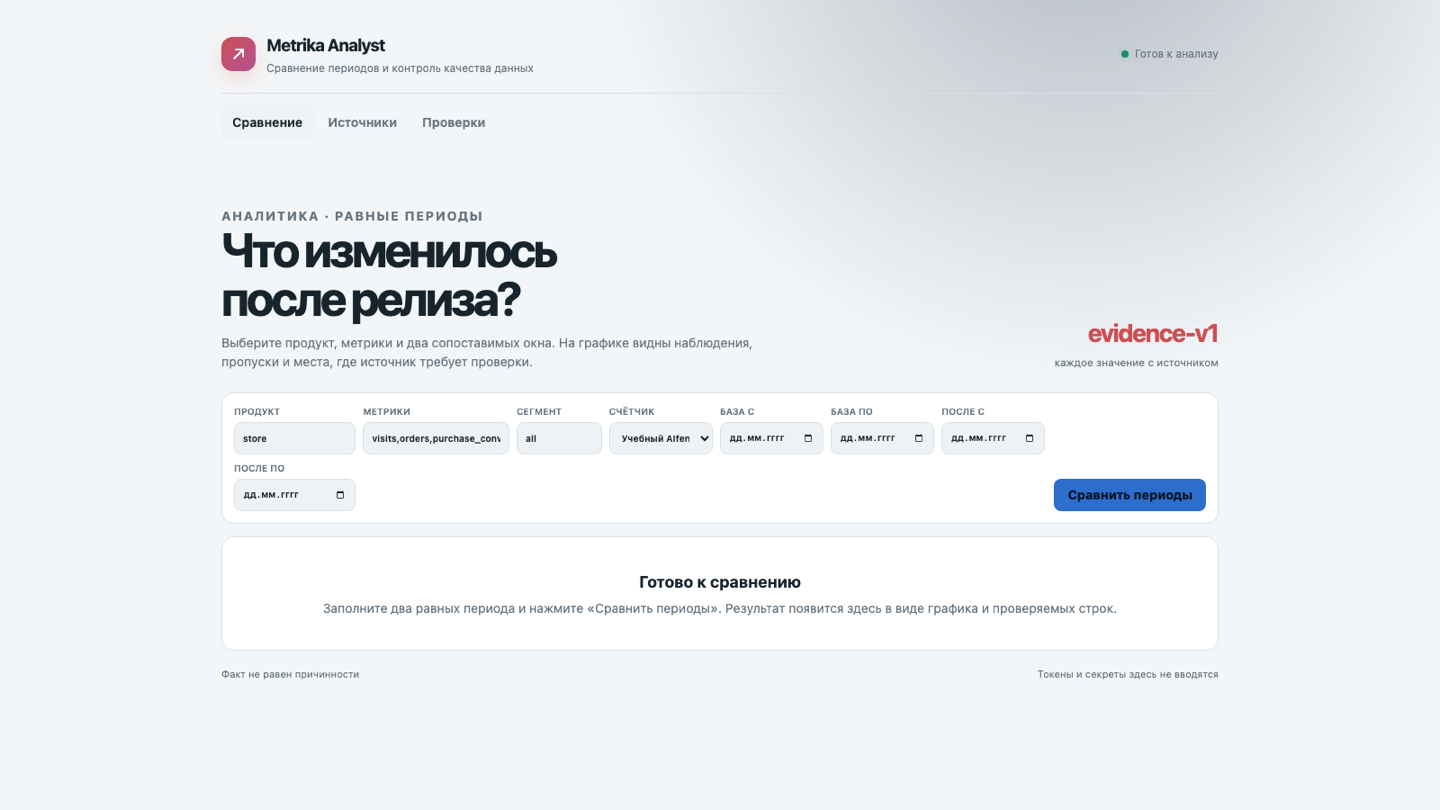 Metrika Analyst
Сравнение периодов и контроль качества данных
Готов к анализу
Сравнение
Источники
Проверки
АНАЛИТИКА · РАВНЫЕ ПЕРИОДЫ
Что изменилось
после релиза?
Выберите продукт, метрики и два сопоставимых окна. На графике видны наблюдения,
пропуски и места, где источник требует проверки.
evidence-v1
каждое значение с источником
ПРОДУКТ
МЕТРИКИ
СЕГМЕНТ
СЧЁТЧИК
БАЗА С
БАЗА ПО
ПОСЛЕ С
store
visits,orders,purchase_conv
all
Учебный Alfen
дд.мм.гггг
дд.мм.гггг
дд.мм.гггг
ПОСЛЕ ПО
дд.мм.гггг
Сравнить периоды
Готово к сравнению
Заполните два равных периода и нажмите «Сравнить периоды». Результат появится здесь в виде графика и проверяемых строк.
Факт не равен причинности
Токены и секреты здесь не вводятся